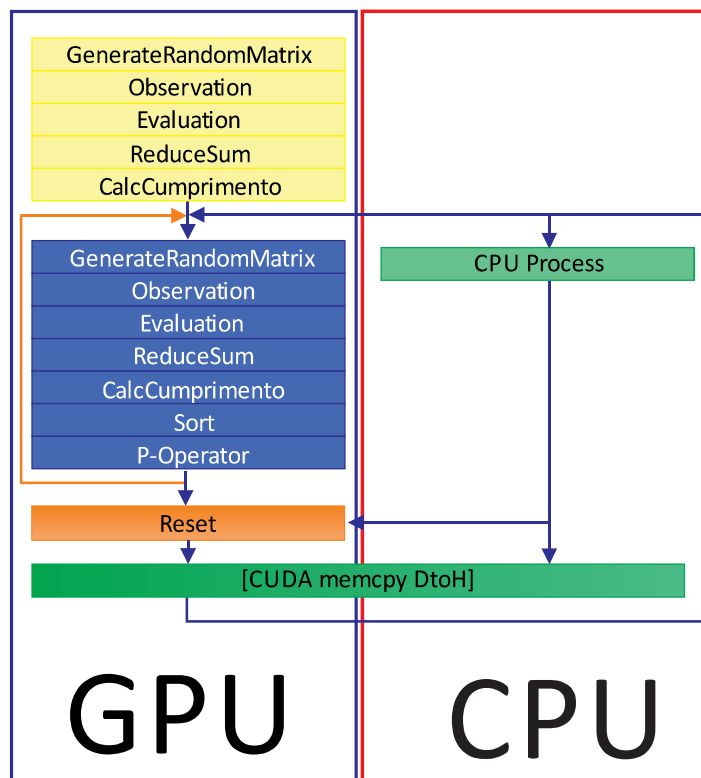 GenerateRandomMatrix
Observation
Evaluation
ReduceSum
CalcCumprimento
GenerateRandomMatrix
Observation
Evaluation
ReduceSum
CalcCumprimento
Sort
P-Operator
CPU Process
Reset
[CUDA memcpy DtoH]
GPU
CPU